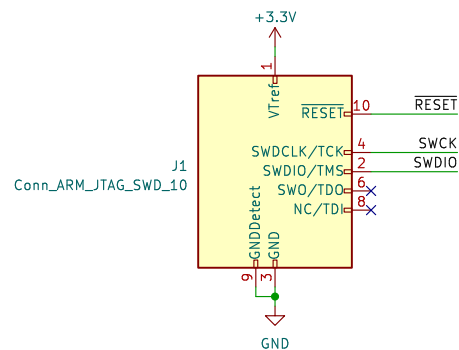 +3.3V
1
VTref
RESET
10
RESET
SWDCLK/TCK
4
SWCK
J1
SWDIO/TMS
2
SWDIO
Conn_ARM_JTAG_SWD_10
SWO/TDO
6
NC/TDI
8
GNDDetect
GND
9
3
GND